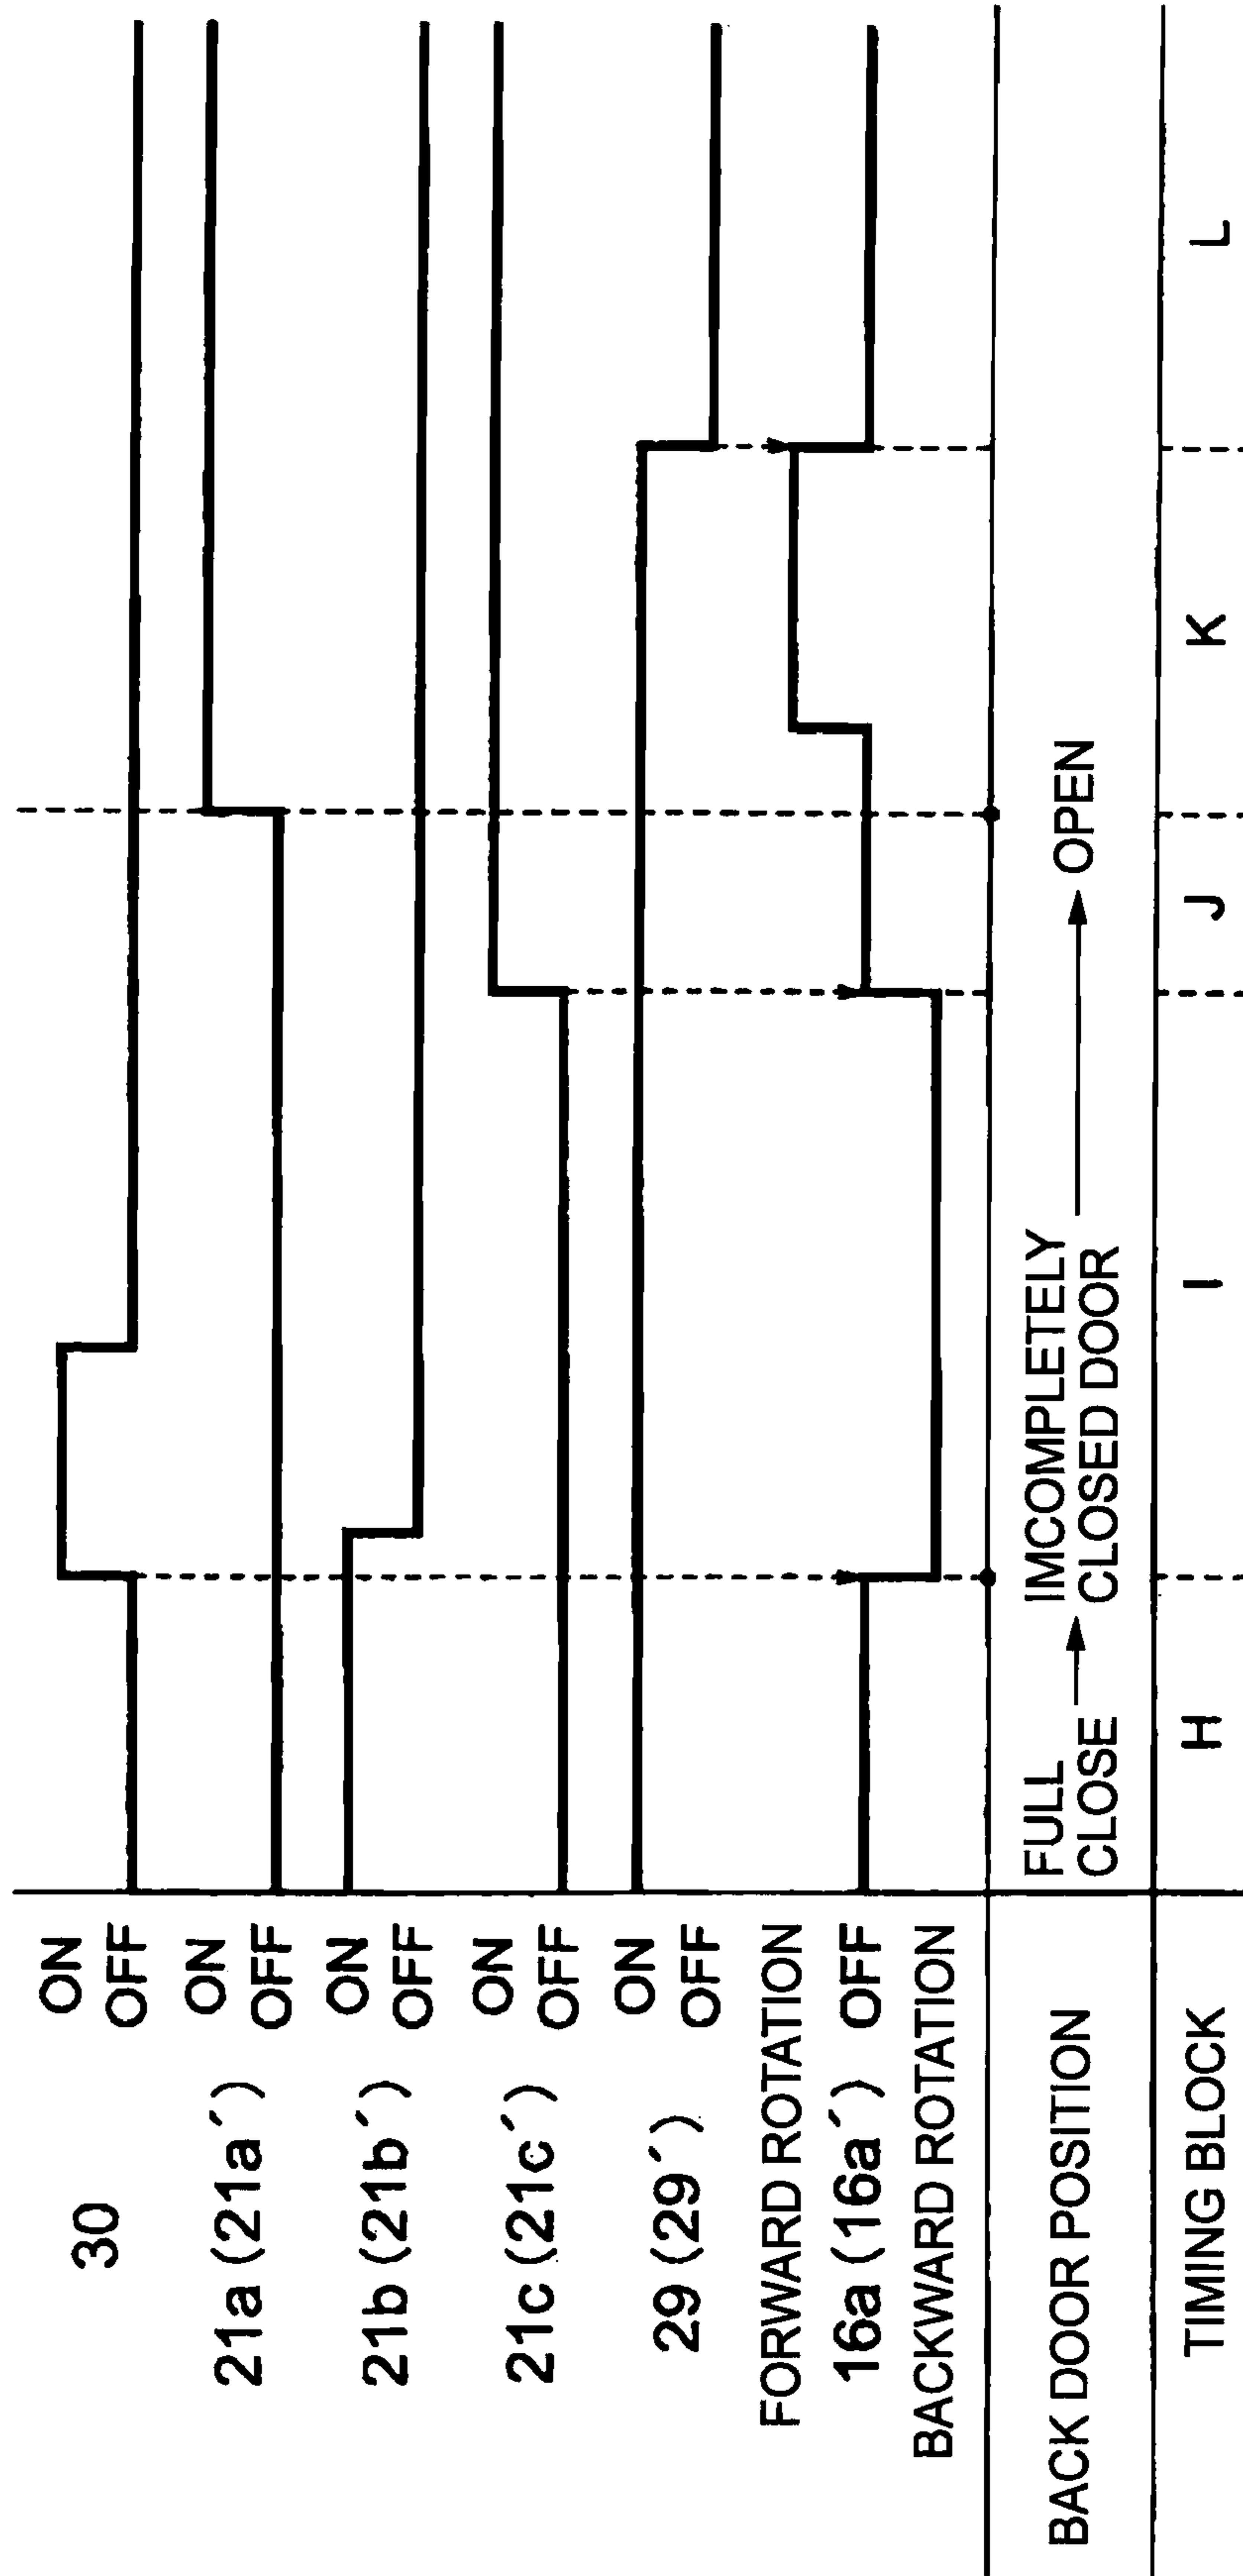 30
ON
OFF
21a (21a´)
ON
OFF
21b (21b´)
ON
OFF
21c (21c´)
ON
OFF
29 (29´)
ON
OFF
FORWARD ROTATION
16a (16a´) OFF
BACKWARD ROTATION
BACK DOOR POSITION
FULL
CLOSE
IMCOMPLETELY
CLOSED DOOR
OPEN
TIMING BLOCK
H
I
J
K
L